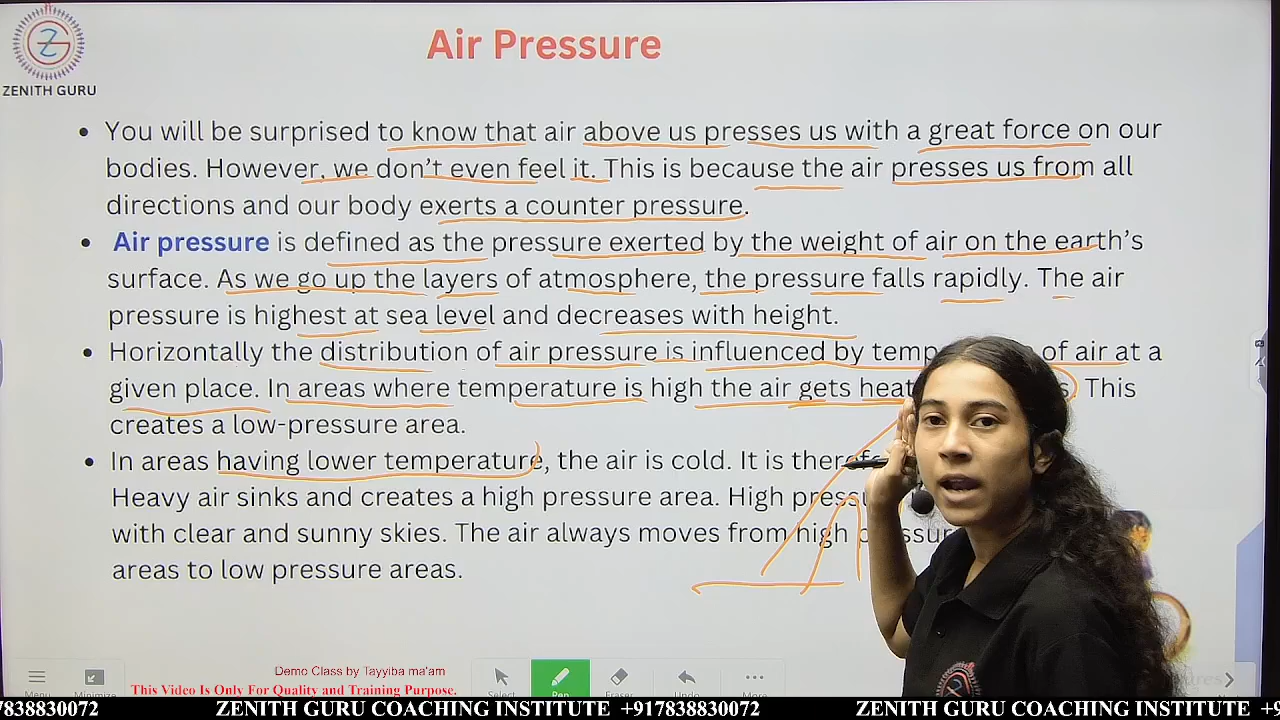 Air Pressure
ZENITH GURU
You will be surprised to know that air above us presses us with a great force on our
bodies. However, we don't even feel it. This is because the air presses us from all
directions and our body exerts a counter pressure.
Air pressure is defined as the pressure exerted by the weight of air on the earth's
surface. As we go up the layers of atmosphere, the pressure falls rapidly. The air
pressure is highest at sea level and decreases with height.
Horizontally the distribution of air pressure is influenced by of air at a
given place. In areas where temperature is high the air gets This
creates a low-pressure area.
In areas having lower temperature, the air is cold. It is
Heavy air sinks and creates a high pressure area. High
with clear and sunny skies. The air always moves from high
areas to low pressure areas.
Demo Class by Tayyiba ma'am
This Video Is Only For Quality and Training Purpose.
Menu Minimize Select Pen Eraser Undo More
7838830072 ZENITH GURU COACHING INSTITUTE +917838830072 ZENITH GURU COACHING INSTITUTE +9